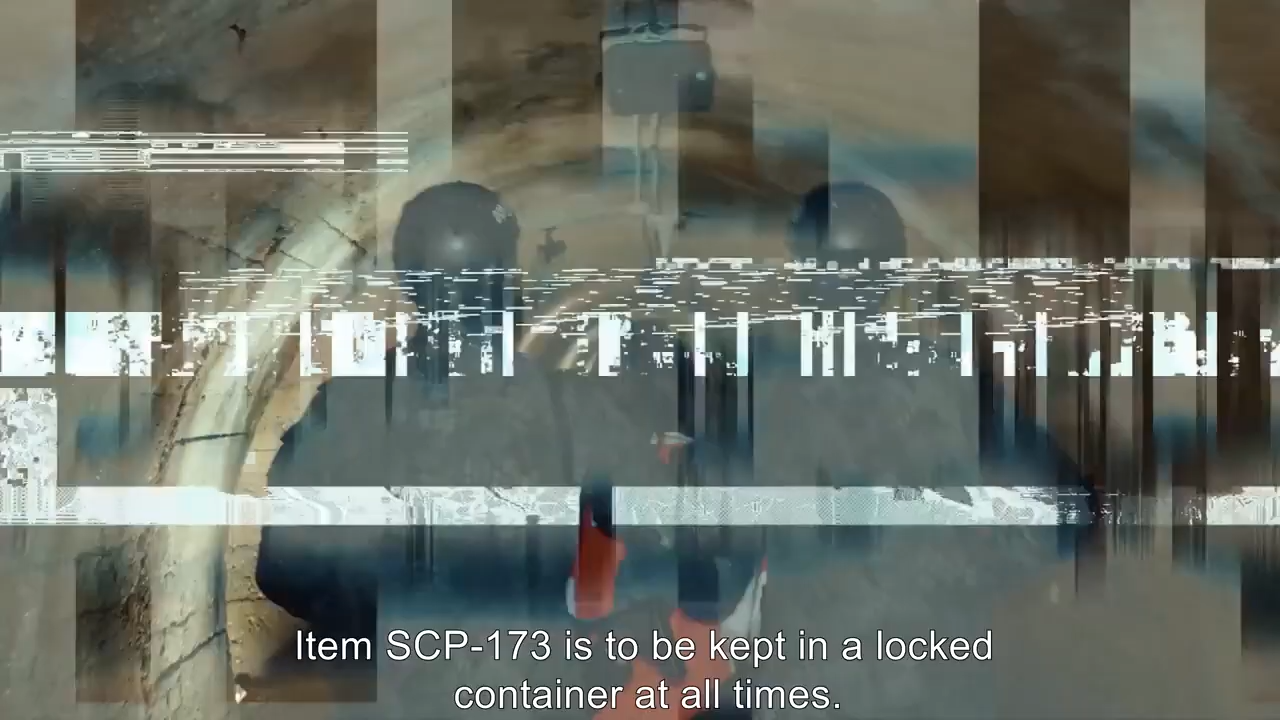 Item SCP-173 is to be kept in a locked
container at all times.